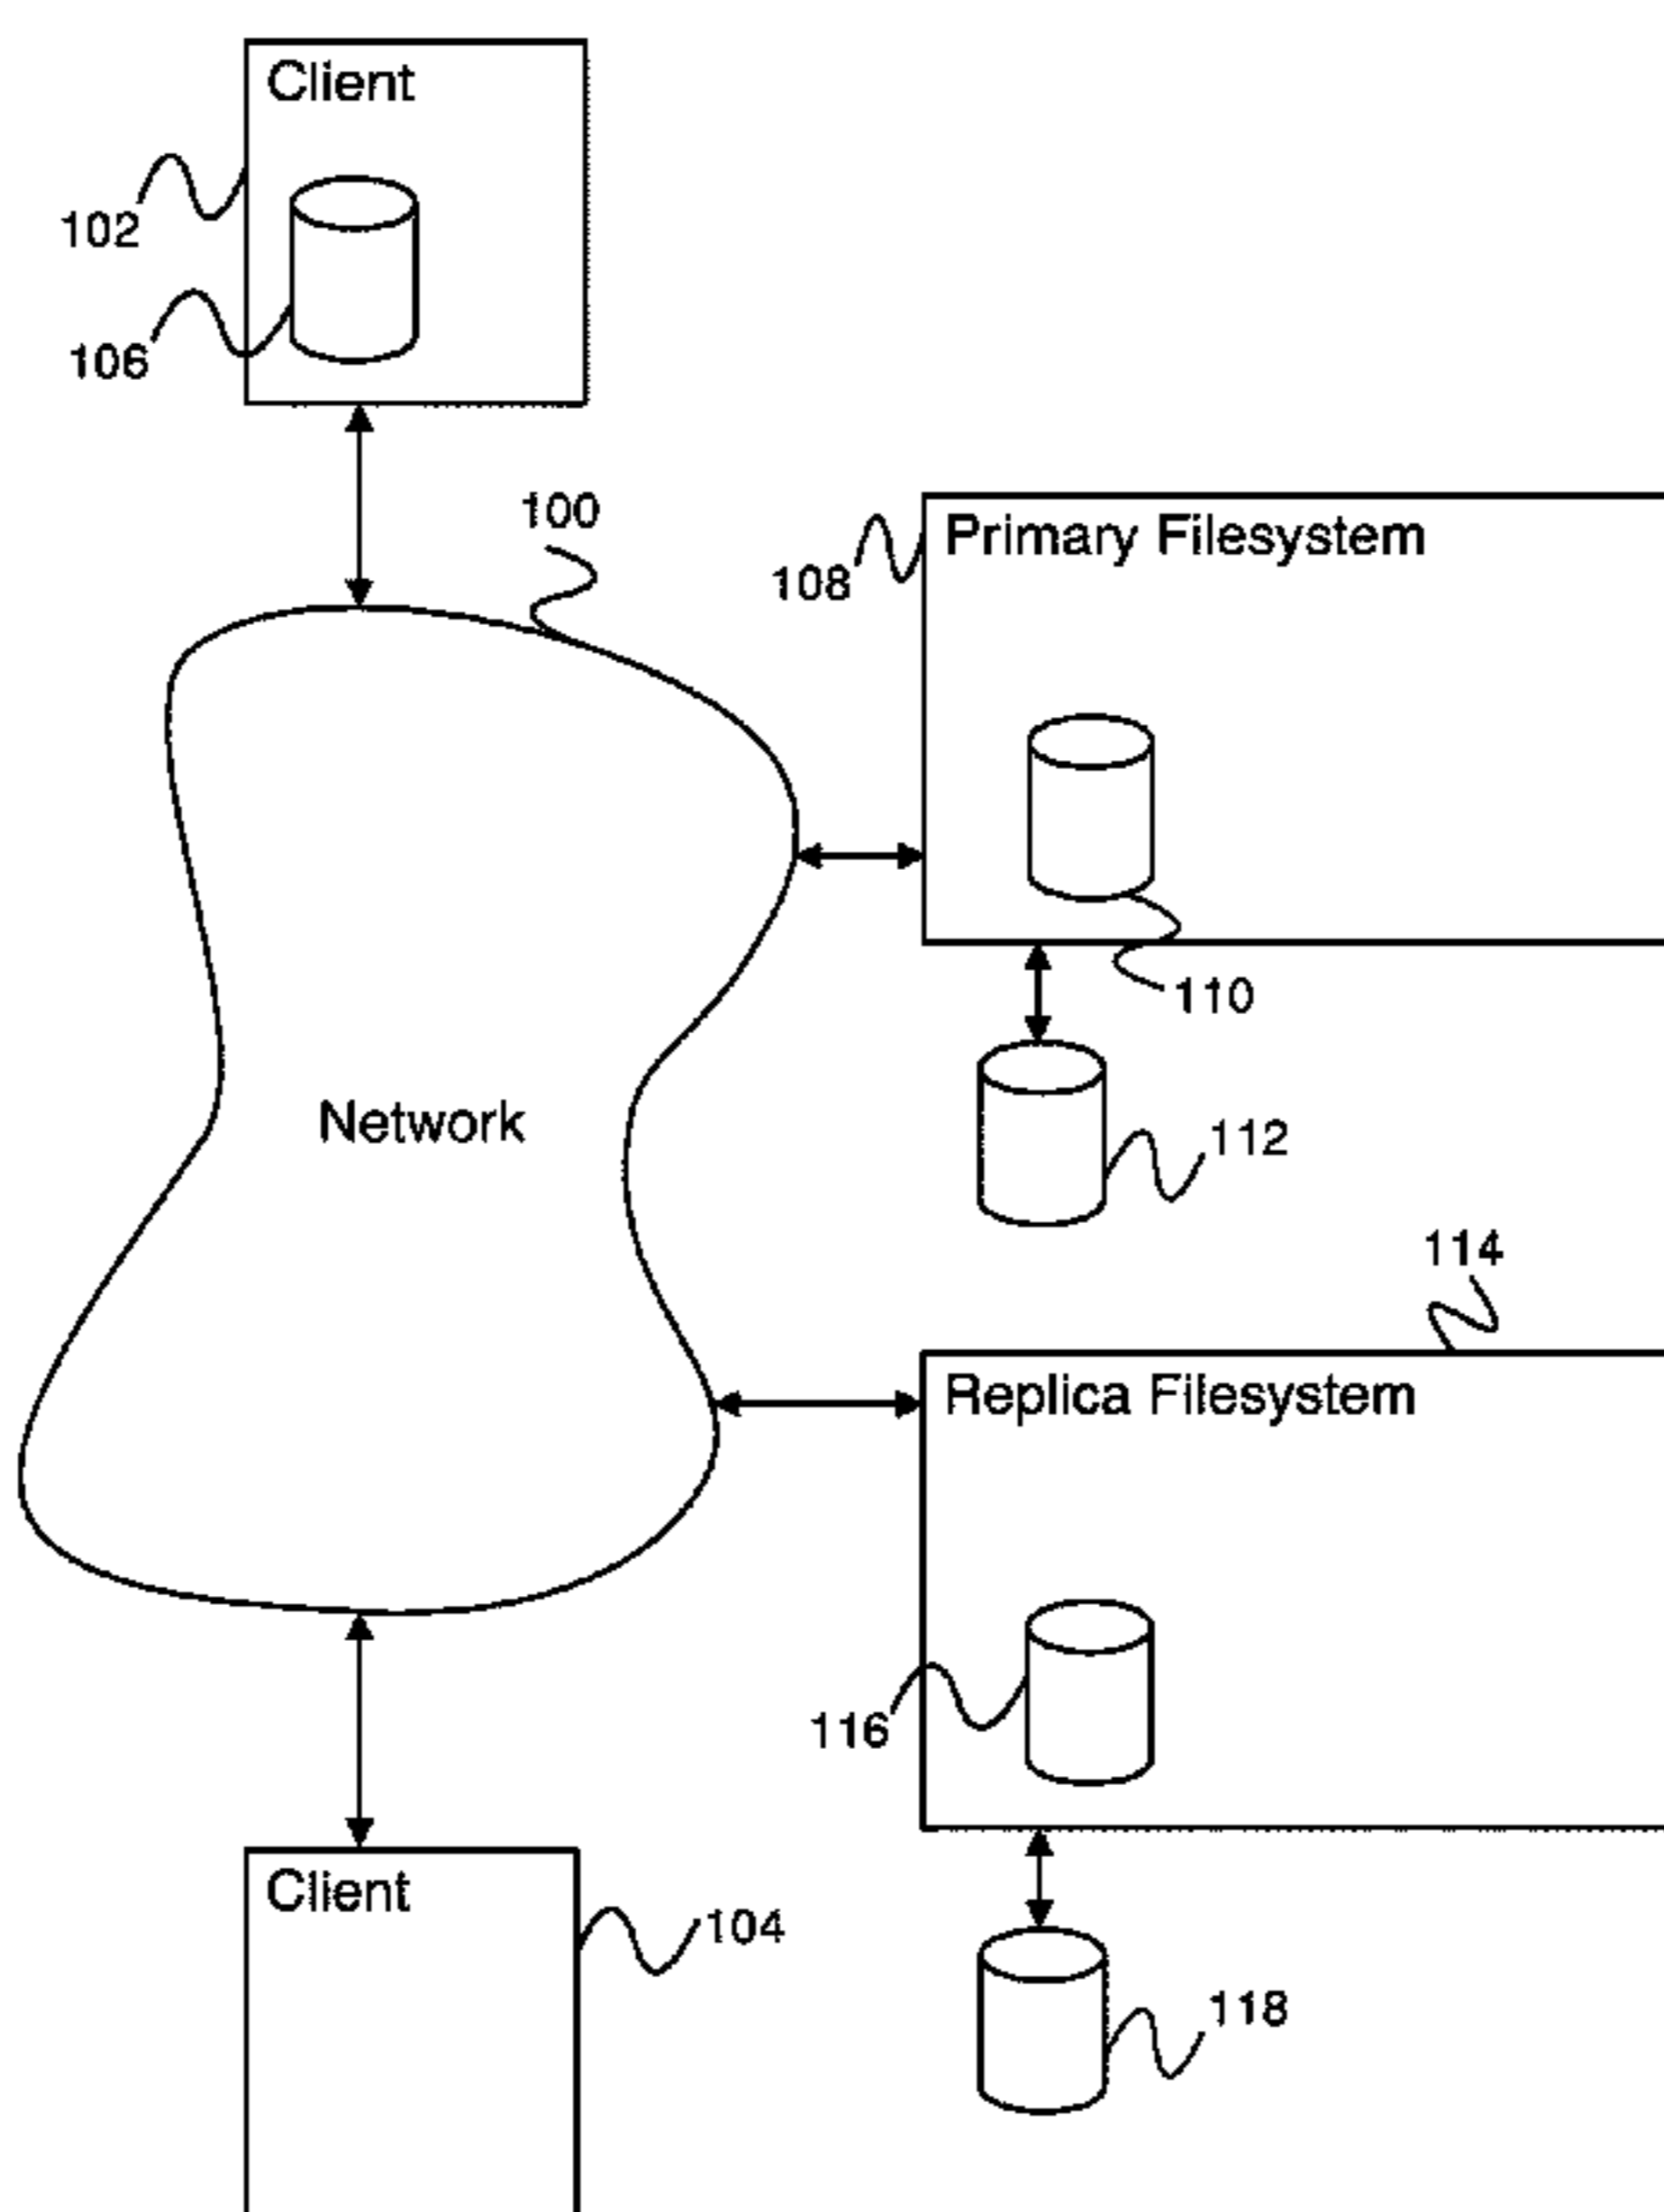 Client
102
106
100
Primary Filesystem
108
110
Network
112
114
Replica Filesystem
116
Client
104
118